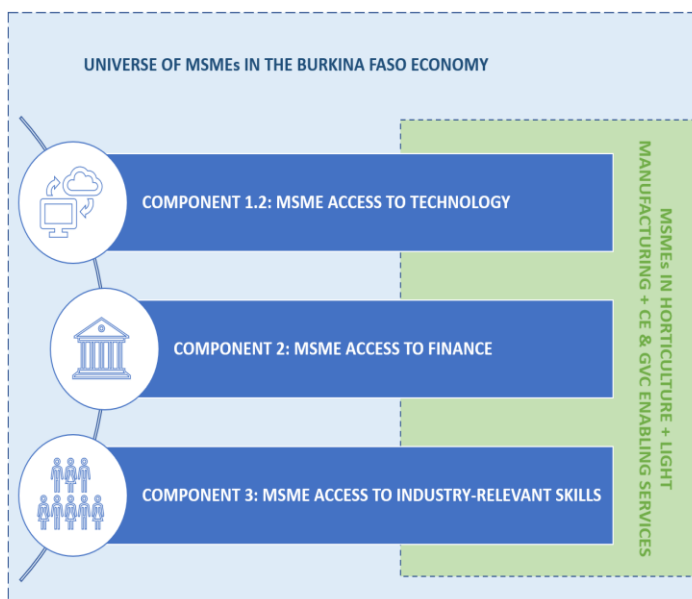 UNIVERSE OF MSMEs IN THE BURKINA FASO ECONOMY
COMPONENT 1.2: MSME ACCESS TO TECHNOLOGY
COMPONENT 2: MSME ACCESS TO FINANCE
COMPONENT 3: MSME ACCESS TO INDUSTRY-RELEVANT SKILLS
MSMEs IN HORTICULTURE + LIGHT
MANUFACTURING + CE & GVC ENABLING SERVICES